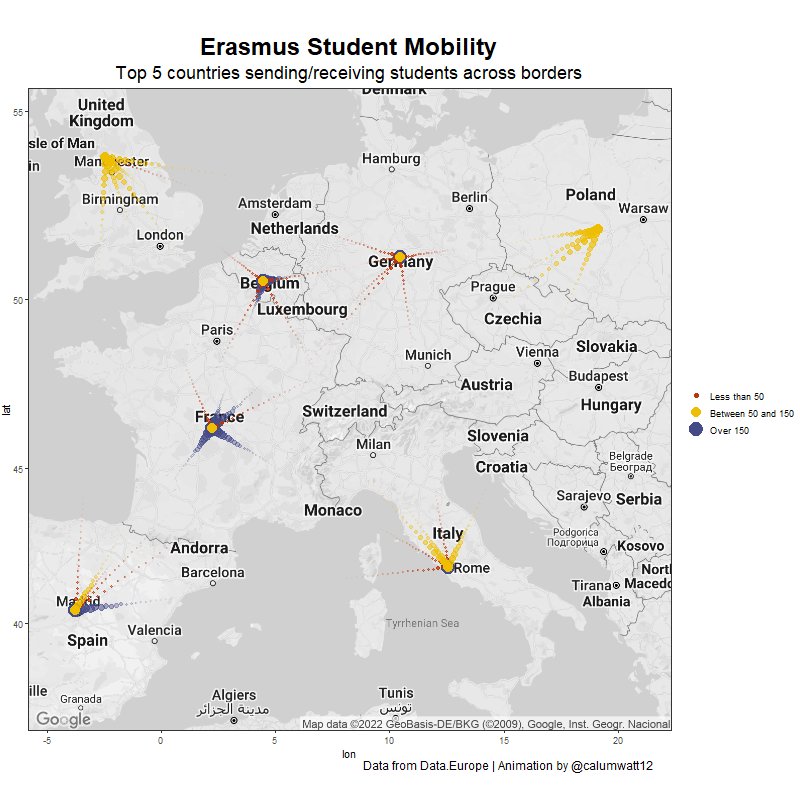 Erasmus Student Mobility
Top 5 countries sending/receiving students across borders
Denmark
55
United
Kingdom
sle of Man
in
Manchester
Hamburg
Birmingham
Amsterdam
Berlin
Poland
Warsaw
London
Netherlands
Germany
Belgium
Prague
50
Luxembourg
Czechia
Paris
Vienna
Slovakia
Munich
Budapest
Austria
Hungary
Less than 50
Between 50 and 150
Over 150
France
Switzerland
Slovenia
Milan
Belgrade
Београд
45
Croatia
Sarajevo
Serbia
Monaco
Podgorica
Подгорица
Italy
Kosovo
Andorra
Rome
North
Macedo
Barcelona
Tirana
Albania
Madrid
40
Tyrrhenian Sea
Valencia
Spain
ille
Granada
Algiers
مدينة الجزائر
Tunis
تونس
Google
Map data ©2022 GeoBasis-DE/BKG (©2009), Google, Inst. Geogr. Nacional
-5
0
5
10
15
20
lat
lon
Data from Data.Europe | Animation by @calumwatt12